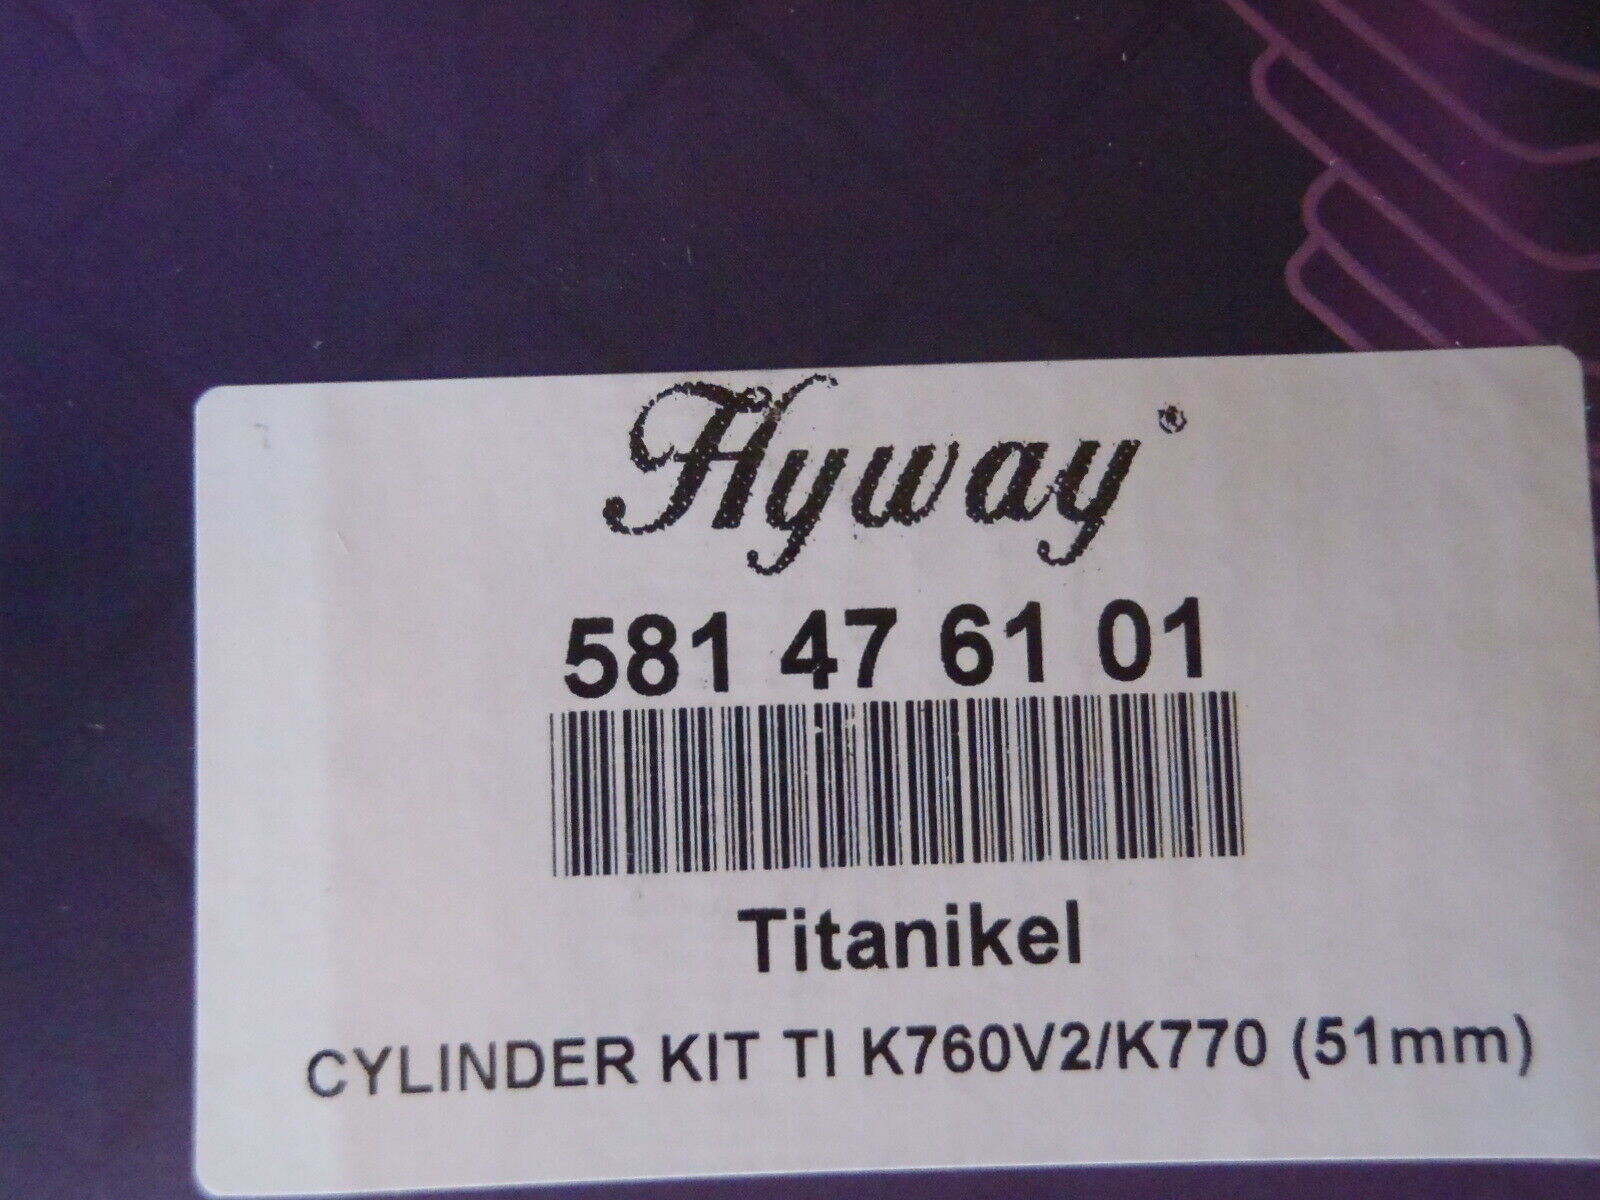 Hyway®
581 47 61 01
Titanikel
CYLINDER KIT TI K760V2/K770 (51mm)